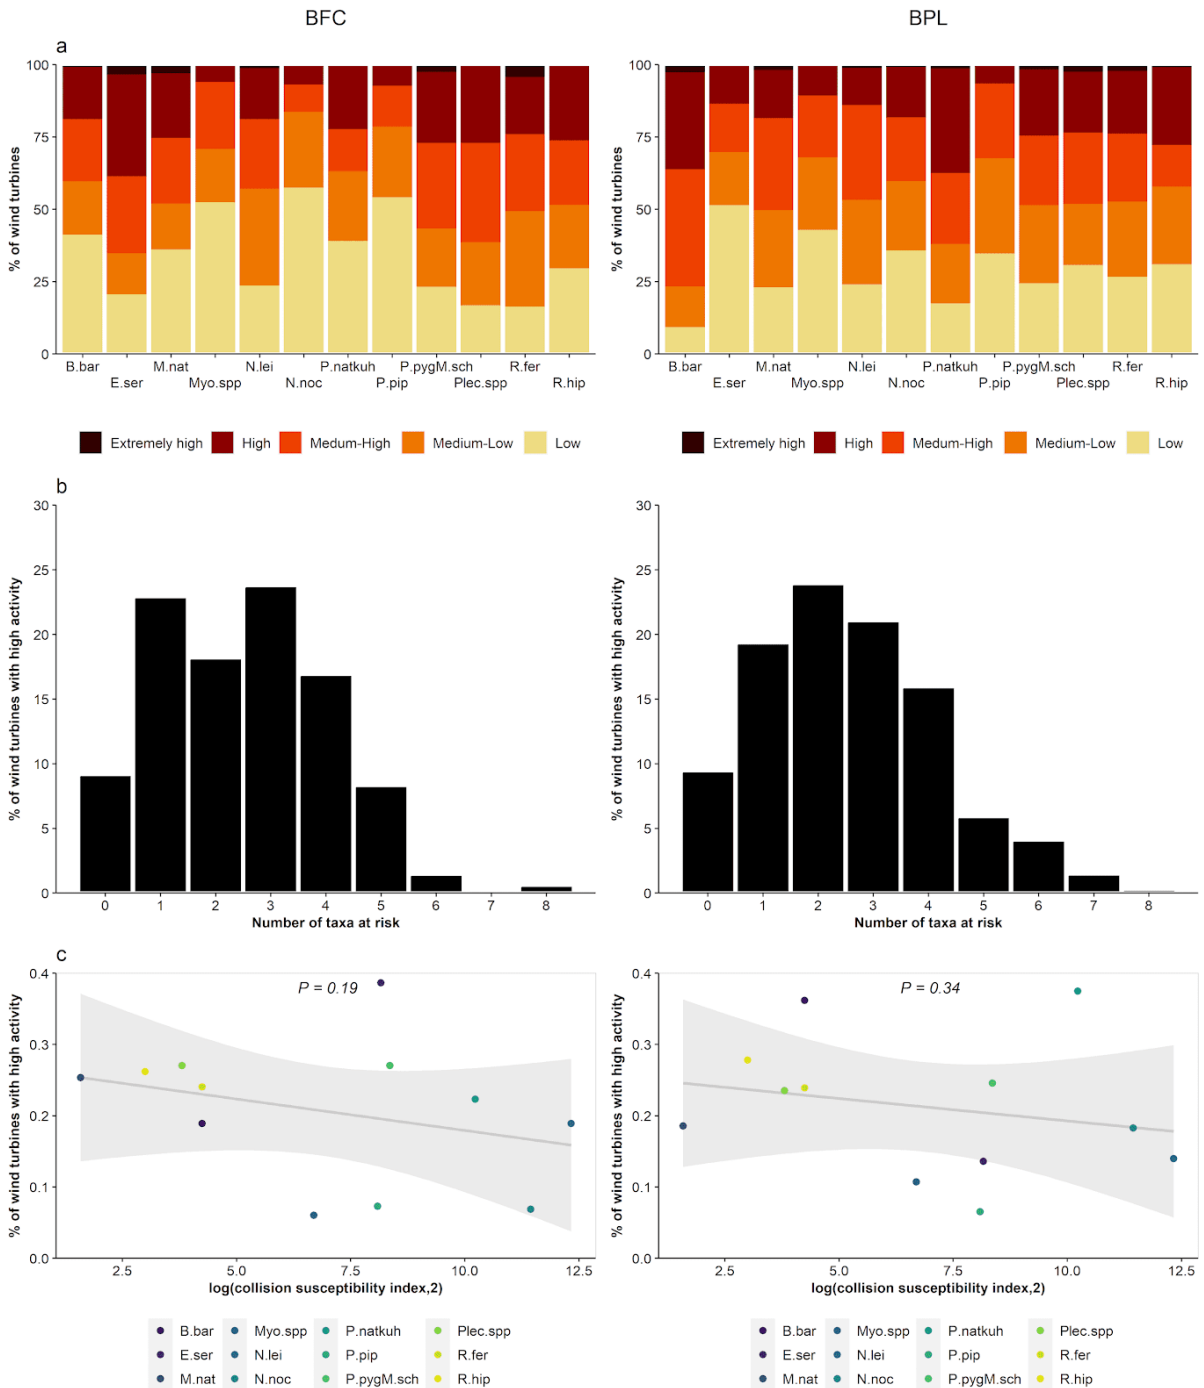 BFC
BPL
a
% of wind turbines
100
75
50
25
0
B.bar M.nat N.lei P.natkuh P.pygM.sch R.fer
E.ser Myo.spp N.noc P.pip Plec.spp R.hip
Extremely high High Medum-High Medium-Low Low
% of wind turbines
100
75
50
25
0
B.bar M.nat N.lei P.natkuh P.pygM.sch R.fer
E.ser Myo.spp N.noc P.pip Plec.spp R.hip
Extremely high High Medum-High Medium-Low Low
b
% of wind turbines with high activity
30
25
20
15
10
5
0
0 1 2 3 4 5 6 7 8
Number of taxa at risk
% of wind turbines with high activity
30
25
20
15
10
5
0
0 1 2 3 4 5 6 7 8
Number of taxa at risk
c
% of wind turbines with high activity
P = 0.19
0.4
0.3
0.2
0.1
0.0
2.5 5.0 7.5 10.0 12.5
log(collision susceptibility index,2)
B.bar Myo.spp P.natkuh Plec.spp
E.ser N.lei P.pip R.fer
M.nat N.noc P.pygM.sch R.hip
% of wind turbines with high activity
P = 0.34
0.4
0.3
0.2
0.1
0.0
2.5 5.0 7.5 10.0 12.5
log(collision susceptibility index,2)
B.bar Myo.spp P.natkuh Plec.spp
E.ser N.lei P.pip R.fer
M.nat N.noc P.pygM.sch R.hip